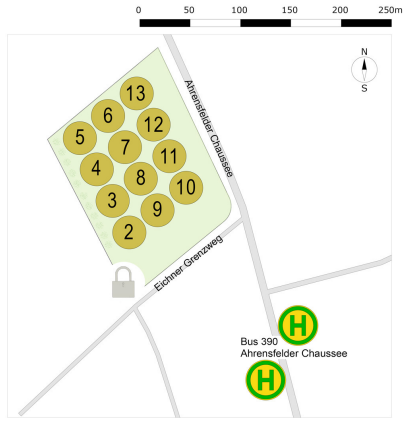 0 50 100 150 200 250m
N
S
Ahrensfelder Chaussee
13
6
12
5
7
11
4
8
10
3
9
2
Eichner Grenzweg
H
Bus 390
Ahrensfelder Chaussee
H